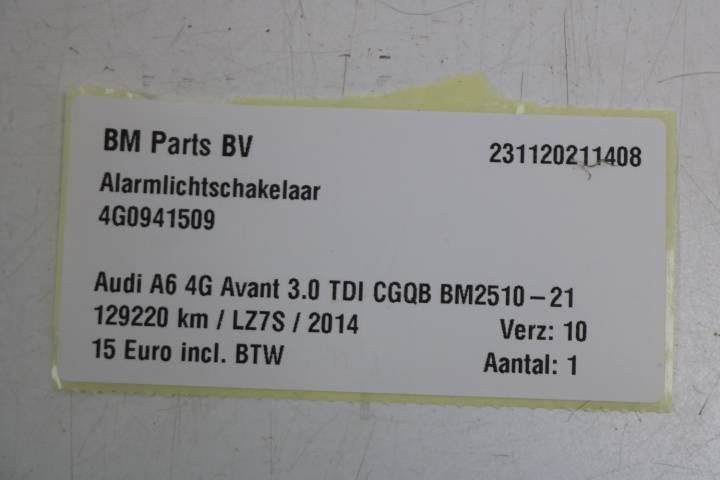 BM Parts BV 231120211408
Alarmlichtschakelaar
4G0941509
Audi A6 4G Avant 3.0 TDI CGQB BM2510-21
129220 km / LZ7S / 2014 Verz: 10
15 Euro incl. BTW Aantal: 1